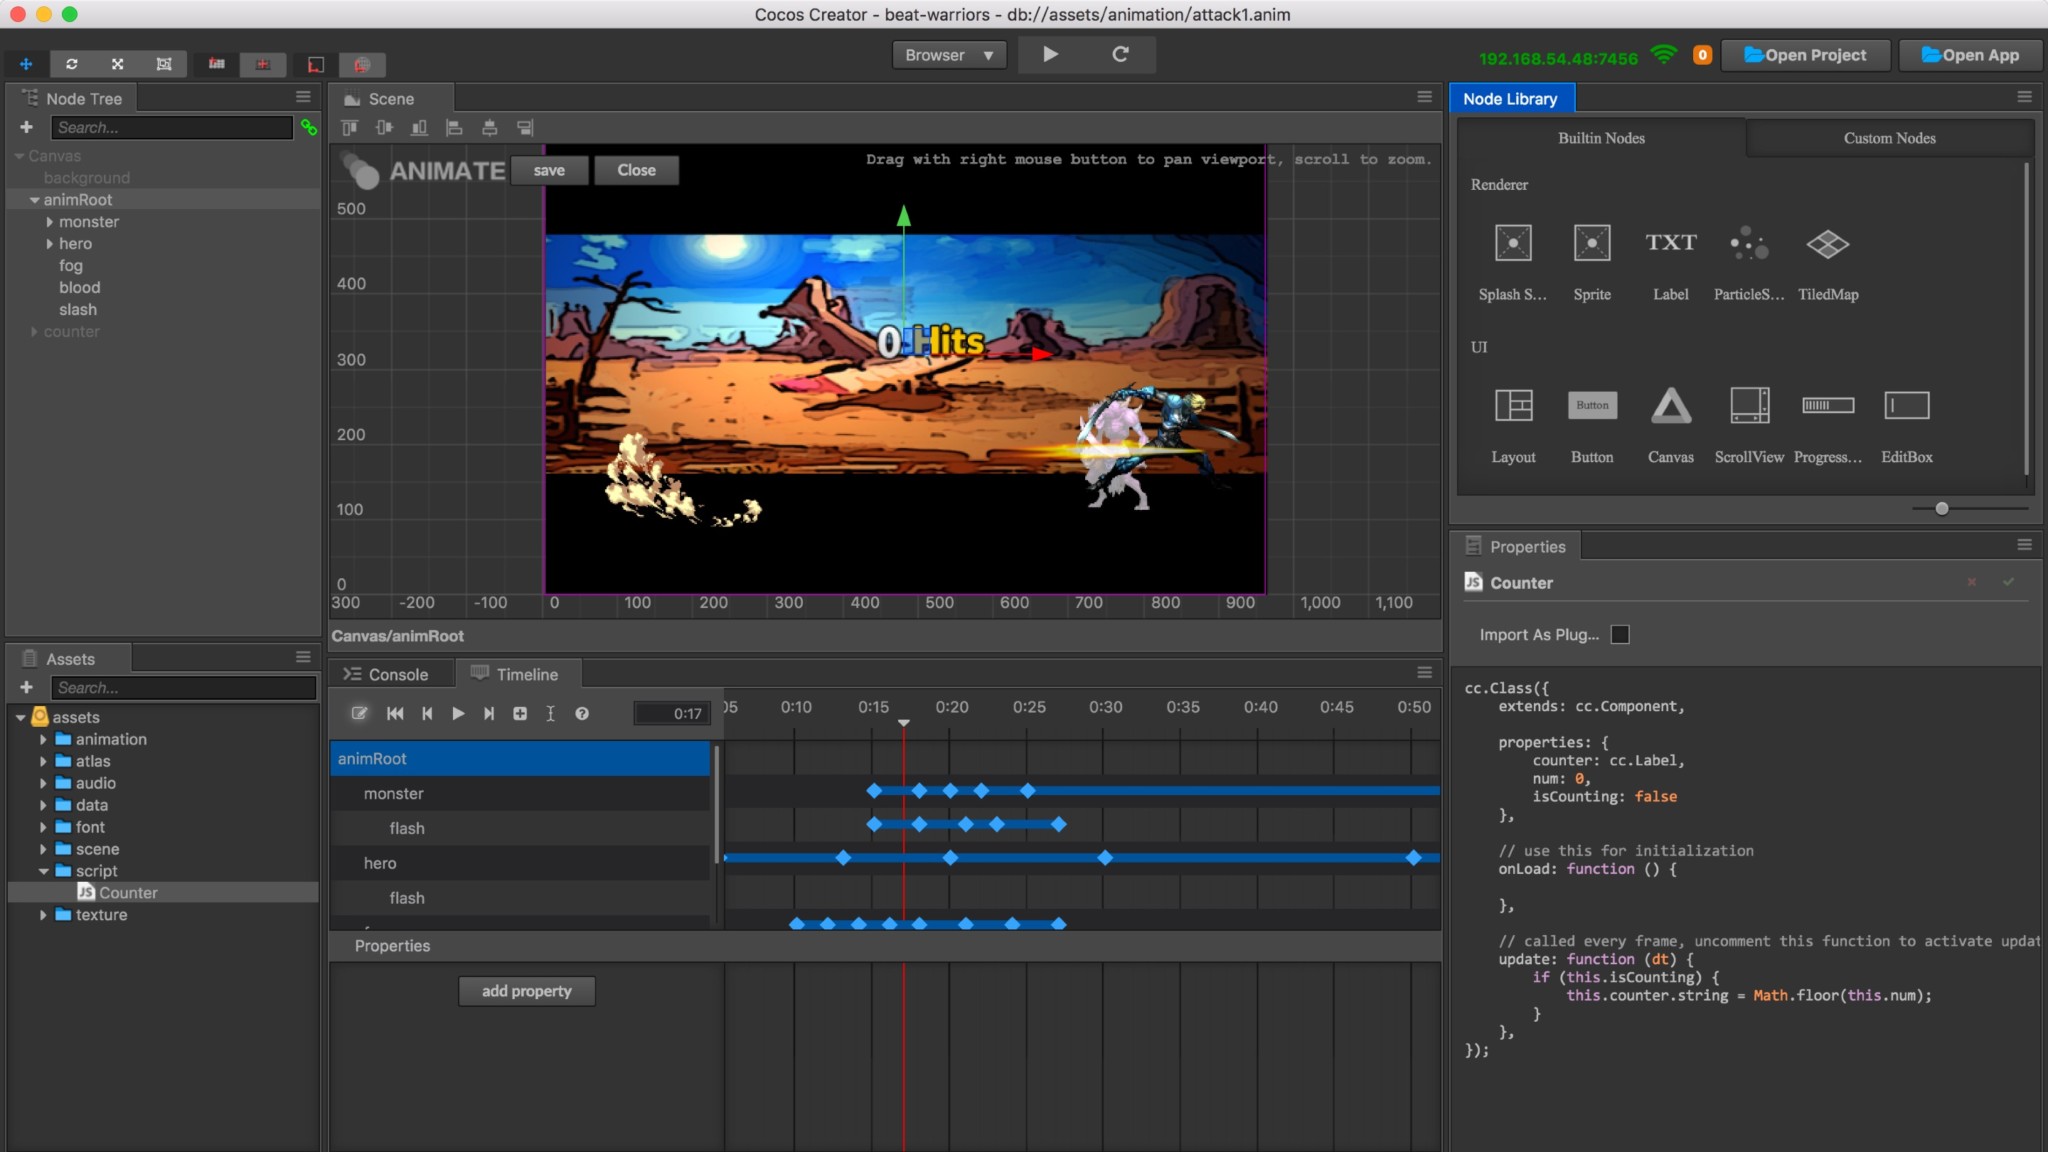 Cocos Creator - beat-warriors - db://assets/animation/attack1.anim
Browser
192.168.54.48:7456
0
Open Project
Open App
Node Tree
Search...
Canvas
background
animRoot
monster
hero
fog
blood
slash
counter
Scene
ANIMATE
save
Close
Drag with right mouse button to pan viewport, scroll to zoom.
500
400
300
200
100
0
0 Hits
300 -200 -100 0 100 200 300 400 500 600 700 800 900 1,000 1,100
Canvas/animRoot
Assets
Search...
assets
animation
atlas
audio
data
font
scene
script
JS Counter
texture
Console
Timeline
0:17
05 0:10 0:15 0:20 0:25 0:30 0:35 0:40 0:45 0:50
animRoot
monster
flash
hero
flash
Properties
add property
Node Library
Builtin Nodes
Custom Nodes
Renderer
TXT
Splash S... Sprite Label ParticleS... TiledMap
UI
Button
Layout Button Canvas ScrollView Progress... EditBox
Properties
JS Counter
Import As Plug...
cc.Class({
extends: cc.Component,
properties: {
counter: cc.Label,
num: 0,
isCounting: false
},
// use this for initialization
onLoad: function () {
},
// called every frame, uncomment this function to activate updat
update: function (dt) {
if (this.isCounting) {
this.counter.string = Math.floor(this.num);
}
},
});